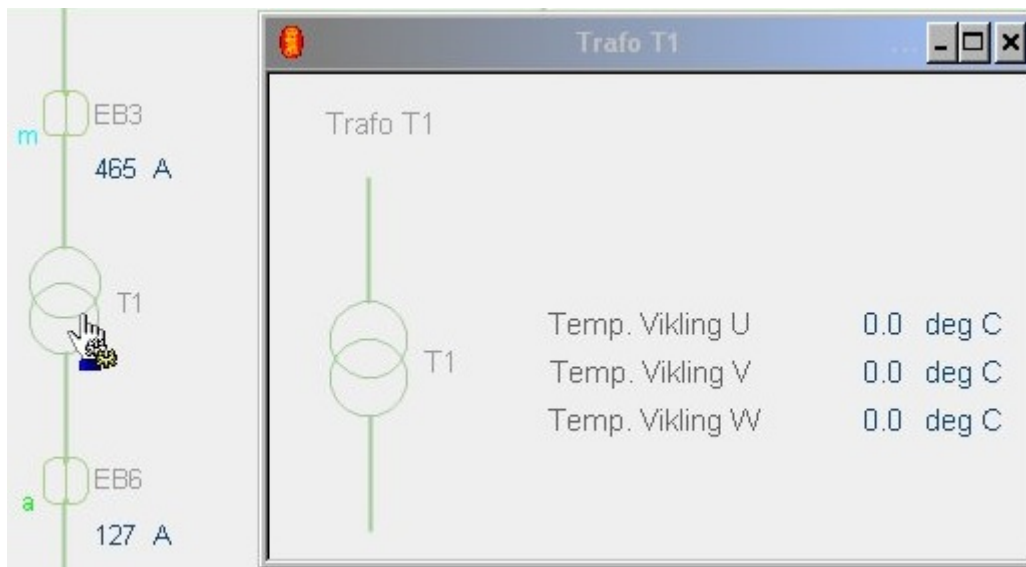 EB3
m
465 A
T1
EB6
a
127 A
Trafo T1
Trafo T1
T1
Temp. Vikling U 0.0 deg C
Temp. Vikling V 0.0 deg C
Temp. Vikling W 0.0 deg C